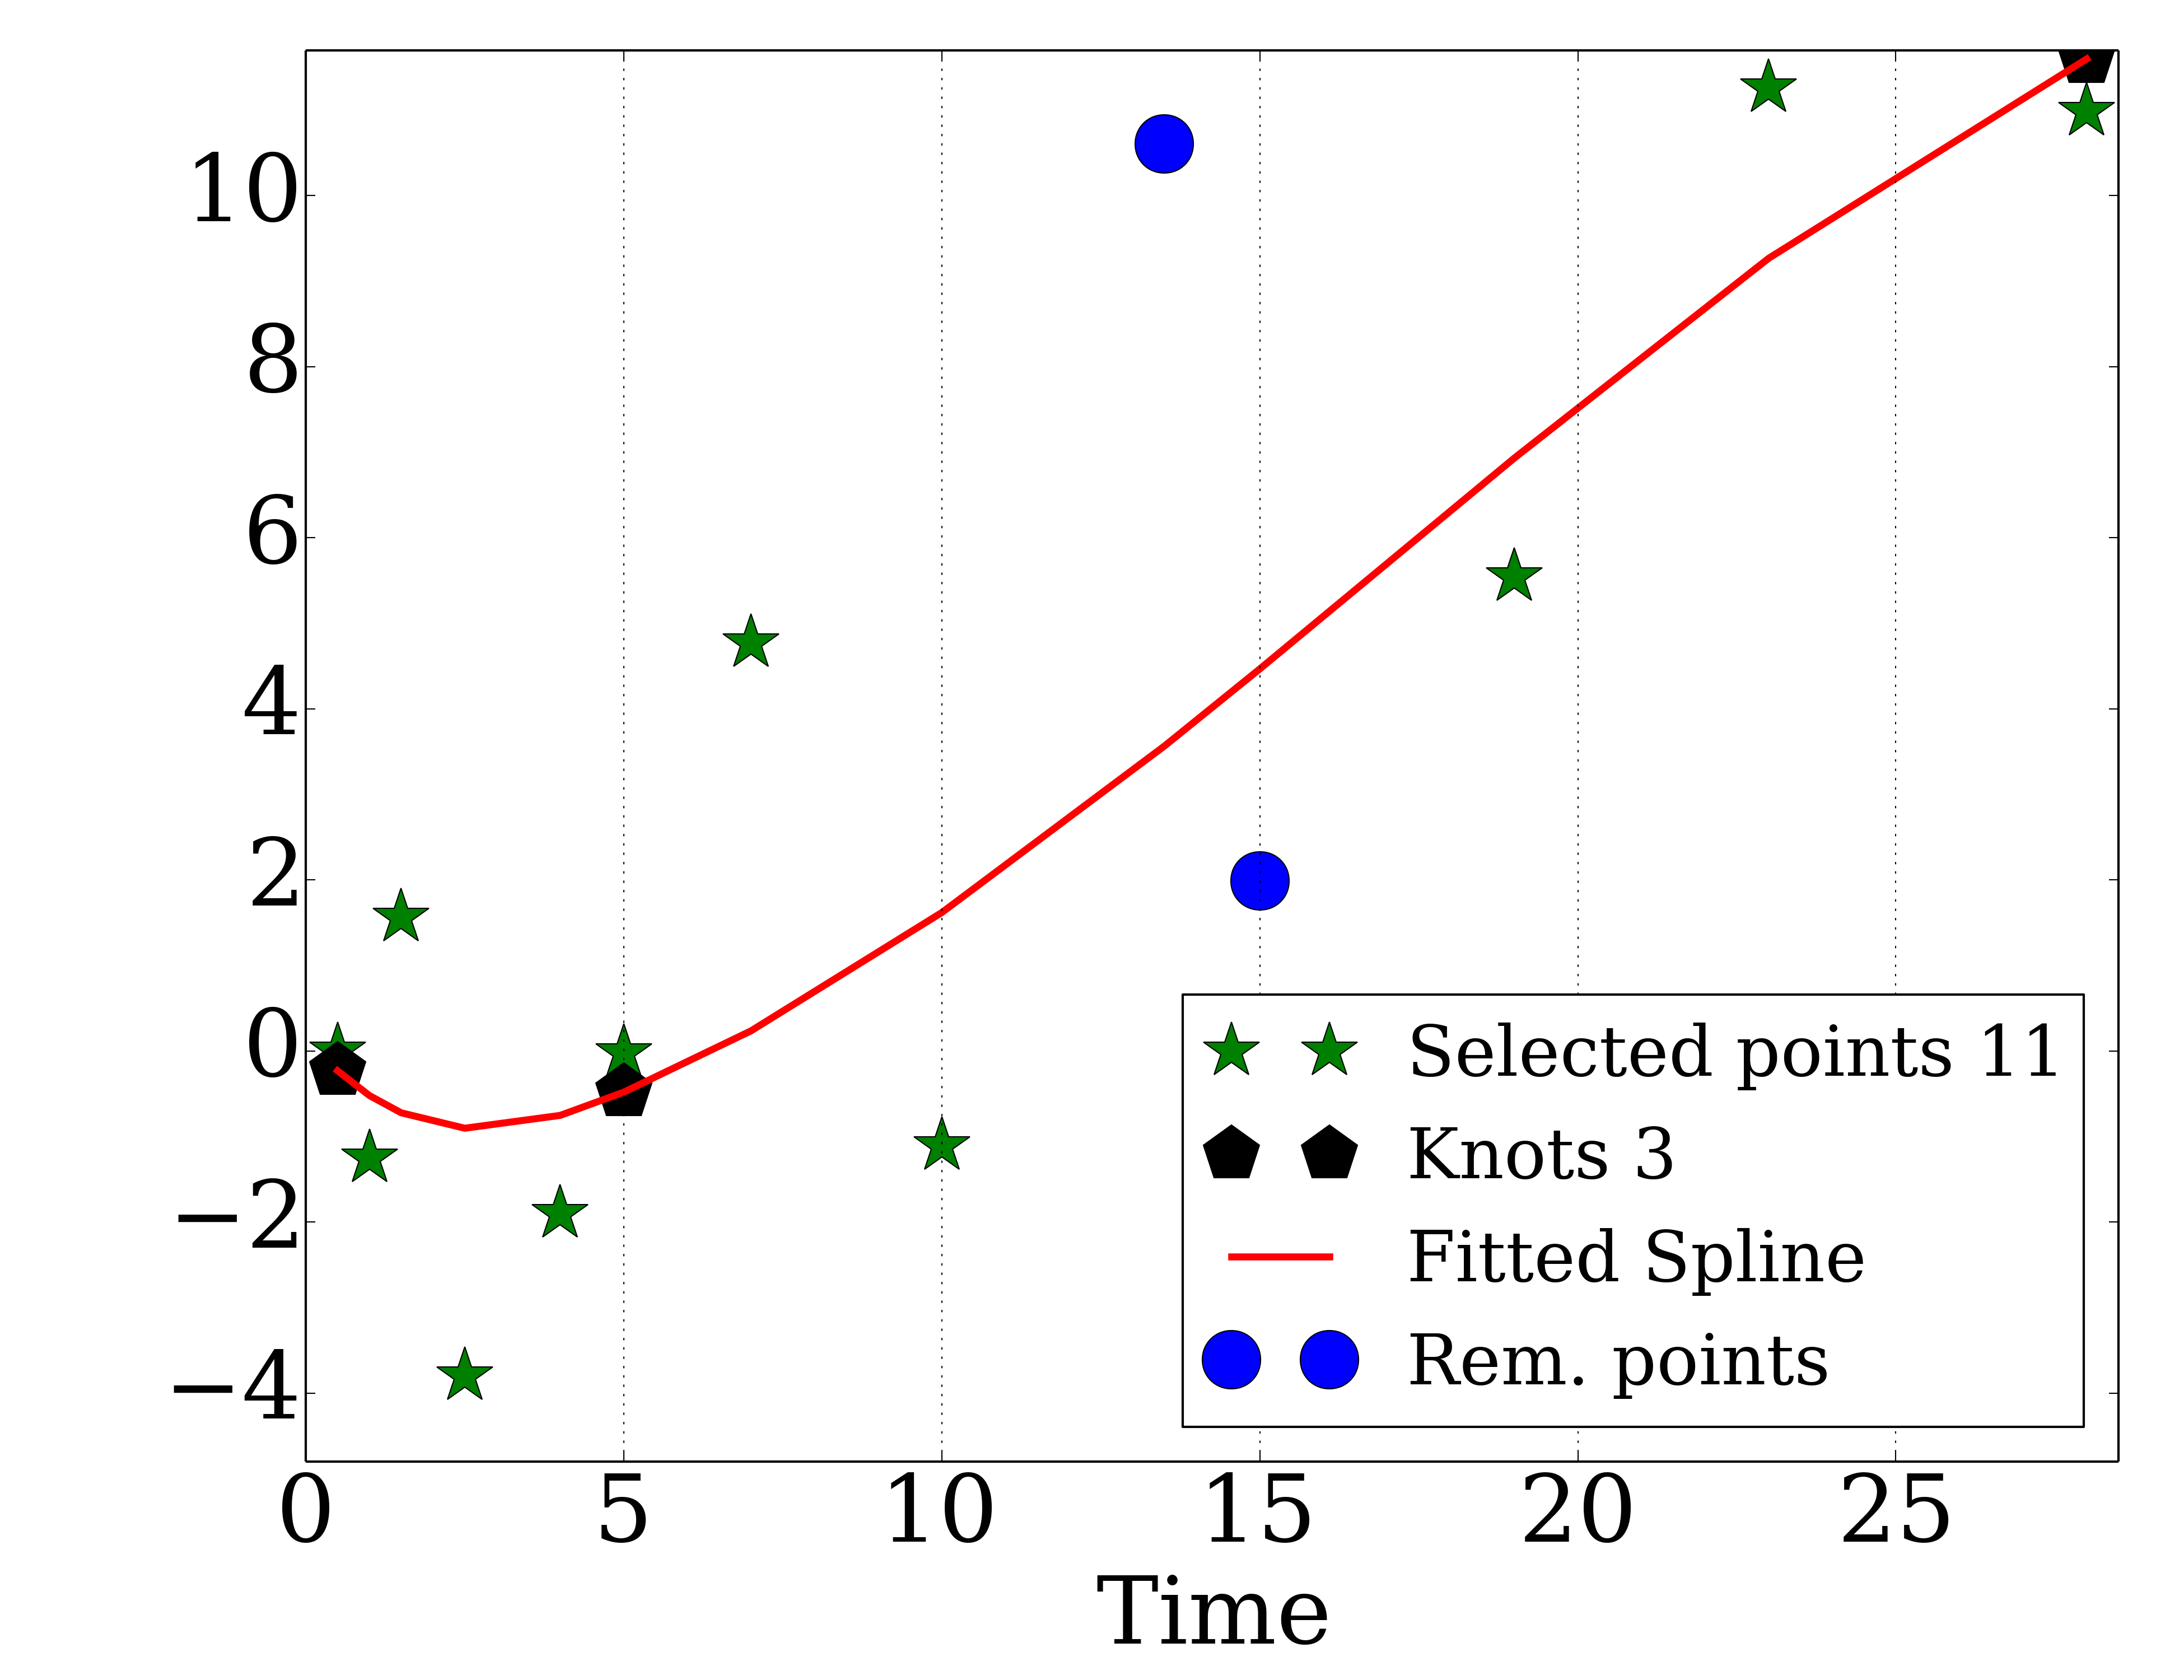 10
8
6
4
2
0
−2
−4
Selected points 11
Knots 3
Fitted Spline
Rem. points
0 5 10 15 20 25
Time